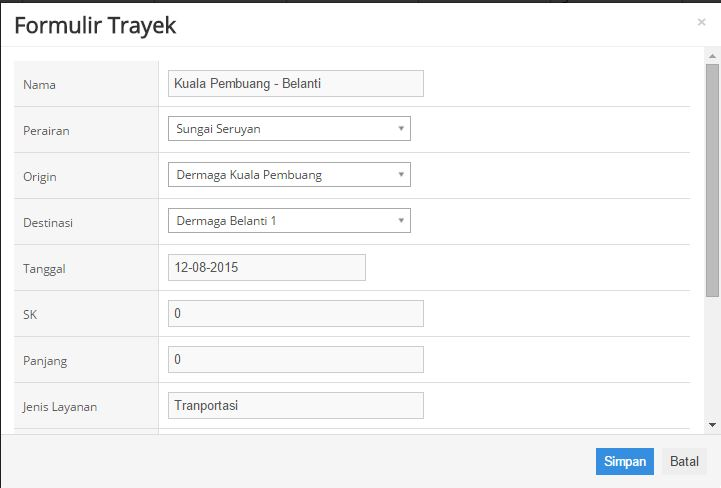 Formulir Trayek ×
Nama Kuala Pembuang - Belanti
Perairan Sungai Seruyan
Origin Dermaga Kuala Pembuang
Destinasi Dermaga Belanti 1
Tanggal 12-08-2015
SK 0
Panjang 0
Jenis Layanan Tranportasi
Simpan Batal